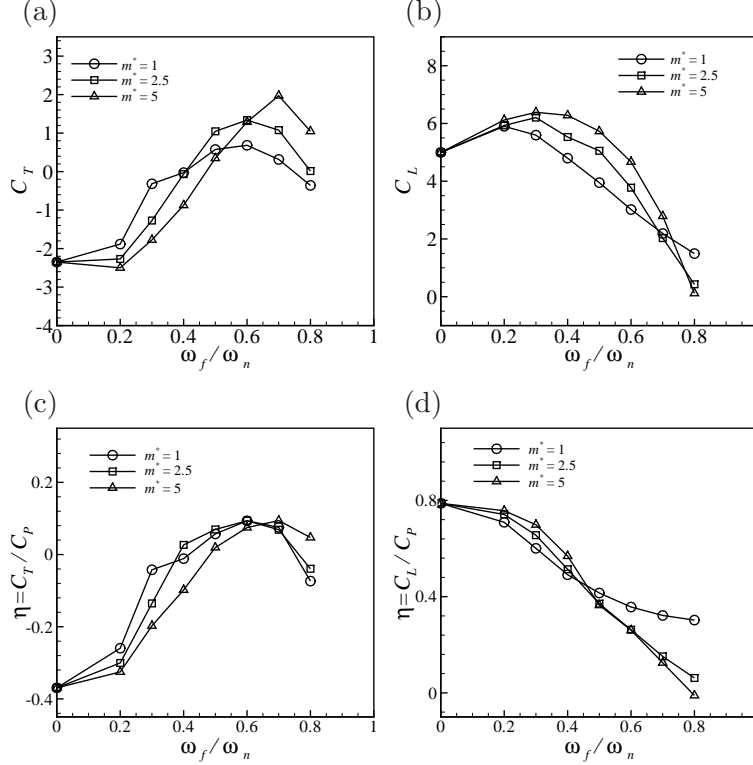 (a)
3
2
1
0
-1
-2
-3
-4
C_T
m* = 1
m* = 2.5
m* = 5
0 0.2 0.4 0.6 0.8 1
ω_f / ω_n
(b)
8
6
4
2
0
C_L
m* = 1
m* = 2.5
m* = 5
0 0.2 0.4 0.6 0.8
ω_f / ω_n
(c)
0.2
0
-0.2
-0.4
η=C_T / C_P
m* = 1
m* = 2.5
m* = 5
0 0.2 0.4 0.6 0.8 1
ω_f / ω_n
(d)
0.8
0.4
0
η=C_L / C_P
m* = 1
m* = 2.5
m* = 5
0 0.2 0.4 0.6 0.8
ω_f / ω_n